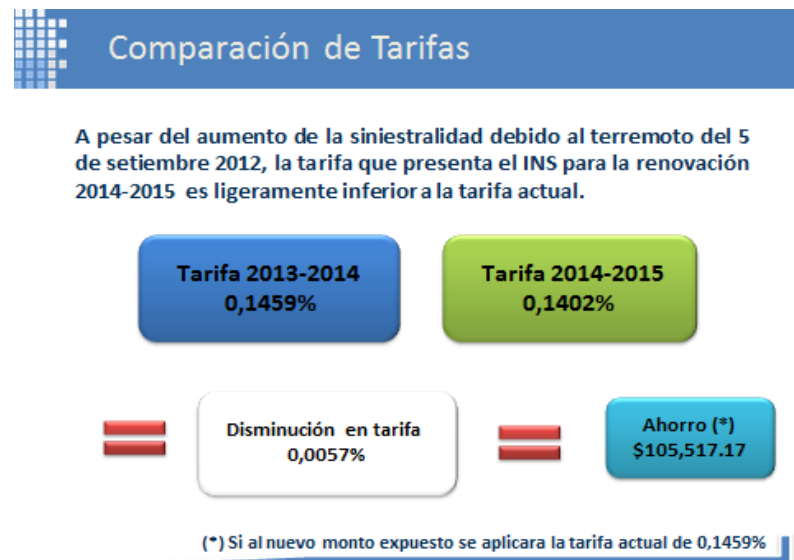 Comparación de Tarifas
A pesar del aumento de la siniestralidad debido al terremoto del 5
de setiembre 2012, la tarifa que presenta el INS para la renovación
2014-2015 es ligeramente inferior a la tarifa actual.
Tarifa 2013-2014
0,1459%
Tarifa 2014-2015
0,1402%
Disminución en tarifa
0,0057%
Ahorro (*)
$105,517.17
(*) Si al nuevo monto expuesto se aplicara la tarifa actual de 0,1459%